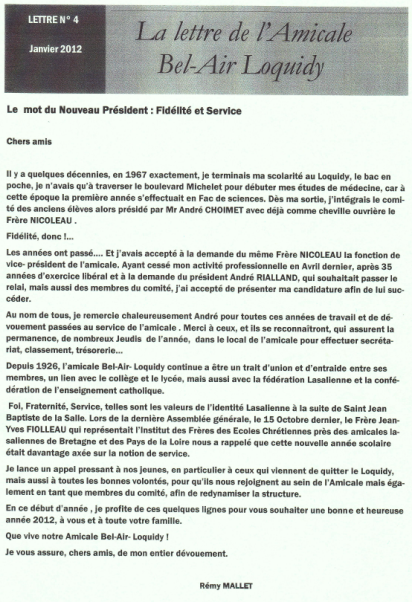 LETTRE N° 4
Janvier 2012
La lettre de l'Amicale
Bel-Air Loquidy
Le mot du Nouveau Président : Fidélité et Service
Chers amis
Il y a quelques décennies, en 1967 exactement, je terminais ma scolarité au Loquidy, le bac en
poche, je n'avais qu'à traverser le boulevard Michelet pour débuter mes études de médecine, car à
cette époque la première année s'effectuait en Fac de sciences. Dès ma sortie, j'intégrais le comi-
té des anciens élèves alors présidé par Mr André CHOIMET avec déjà comme cheville ouvrière le
Frère NICOLEAU .
Fidélité, donc !...
Les années ont passé.... Et j'avais accepté à la demande du même Frère NICOLEAU la fonction de
vice- président de l'amicale. Ayant cessé mon activité professionnelle en Avril dernier, après 35
années d'exercice libéral et à la demande du président André RIALLAND, qui souhaitait passer le
relai, mais aussi des membres du comité, j'ai accepté de présenter ma candidature afin de lui suc-
céder.
Au nom de tous, je remercie chaleureusement André pour toutes ces années de travail et de dé-
vouement passées au service de l'amicale . Merci à ceux, et ils se reconnaitront, qui assurent la
permanence, de nombreux Jeudis de l'année, dans le local de l'amicale pour effectuer secréta-
riat, classement, trésorerie...
Depuis 1926, l'amicale Bel-Air- Loquidy continue a être un trait d'union et d'entraide entre ses
membres, un lien avec le collège et le lycée, mais aussi avec la fédération Lasalienne et la confé-
dération de l'enseignement catholique.
Foi, Fraternité, Service, telles sont les valeurs de l'identité Lasalienne à la suite de Saint Jean
Baptiste de la Salle. Lors de la dernière Assemblée générale, le 15 Octobre dernier, le Frère Jean-
Yves FIOLLEAU qui représentait l'Institut des Frères des Ecoles Chrétiennes près des amicales la-
saliennes de Bretagne et des Pays de la Loire nous a rappelé que cette nouvelle année scolaire
était davantage axée sur la notion de service.
Je lance un appel pressant à nos jeunes, en particulier à ceux qui viennent de quitter le Loquidy,
mais aussi à toutes les bonnes volontés, pour qu'ils nous rejoignent au sein de l'Amicale mais éga-
lement en tant que membres du comité, afin de redynamiser la structure.
En ce début d'année , je profite de ces quelques lignes pour vous souhaiter une bonne et heureuse
année 2012, à vous et à toute votre famille.
Que vive notre Amicale Bel-Air- Loquidy !
Je vous assure, chers amis, de mon entier dévouement.
Rémy MALLET